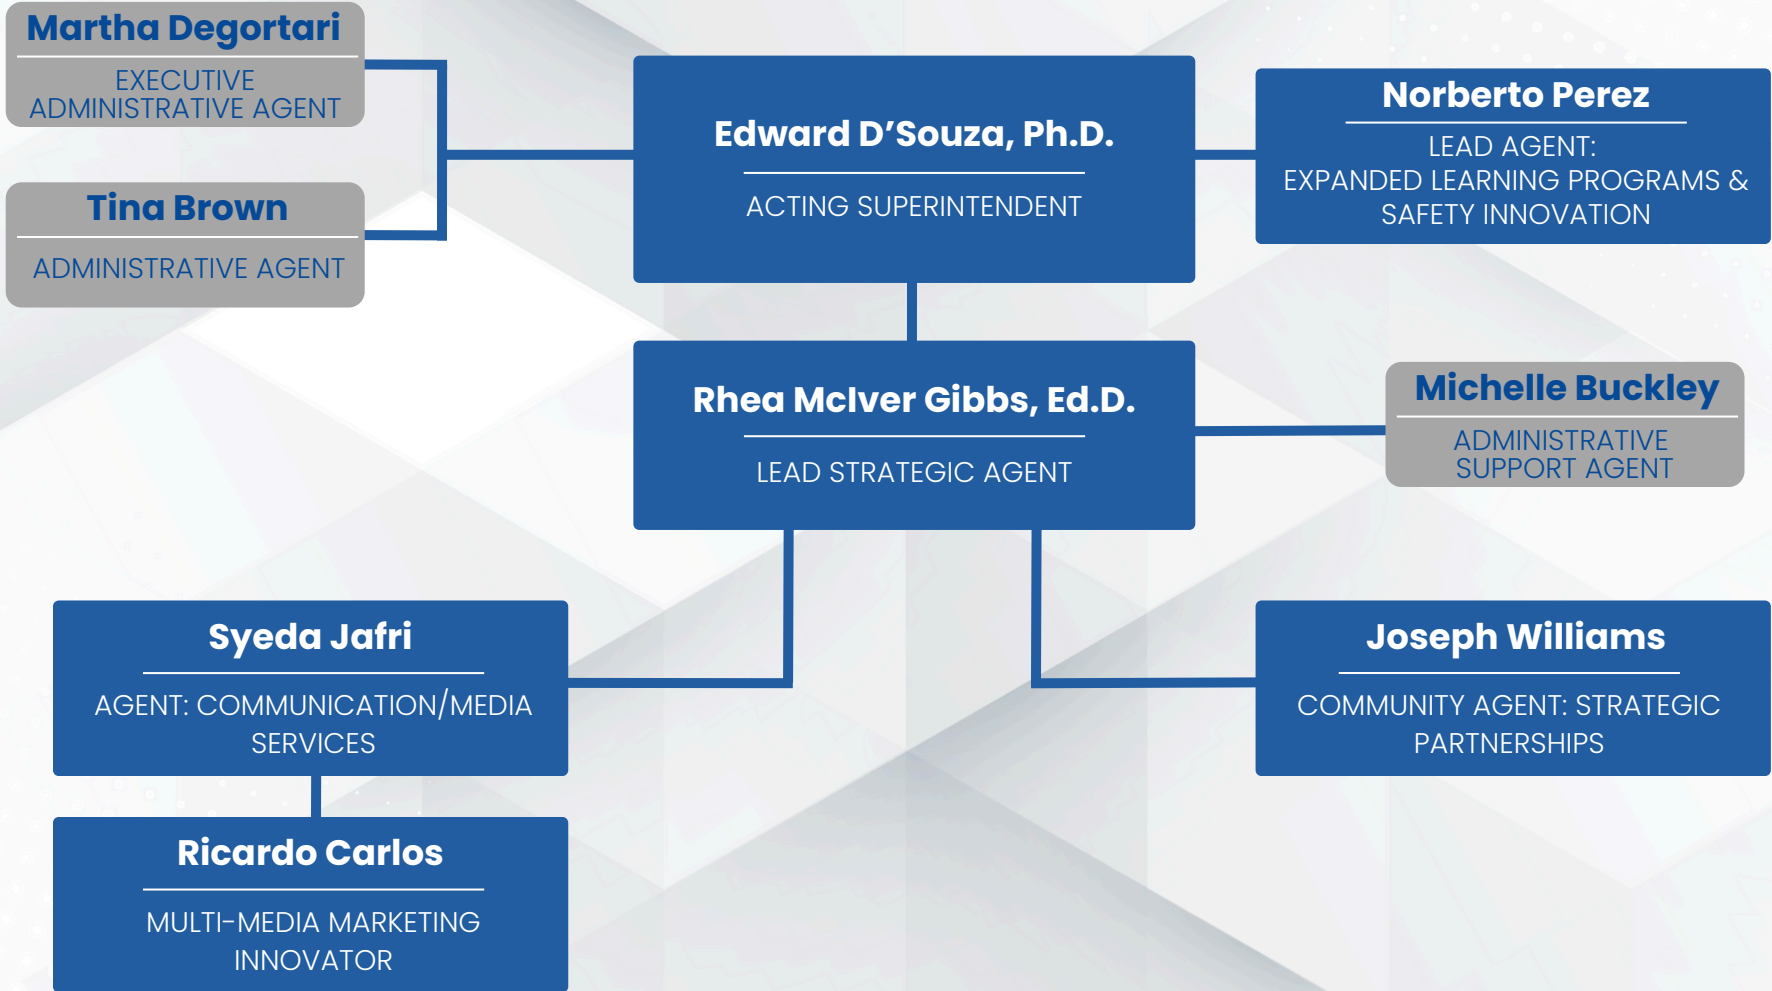 Martha Degortari
EXECUTIVE
ADMINISTRATIVE AGENT
Tina Brown
ADMINISTRATIVE AGENT
Edward D’Souza, Ph.D.
ACTING SUPERINTENDENT
Norberto Perez
LEAD AGENT:
EXPANDED LEARNING PROGRAMS &
SAFETY INNOVATION
Rhea McIver Gibbs, Ed.D.
LEAD STRATEGIC AGENT
Michelle Buckley
ADMINISTRATIVE
SUPPORT AGENT
Syeda Jafri
AGENT: COMMUNICATION/MEDIA
SERVICES
Joseph Williams
COMMUNITY AGENT: STRATEGIC
PARTNERSHIPS
Ricardo Carlos
MULTI-MEDIA MARKETING
INNOVATOR